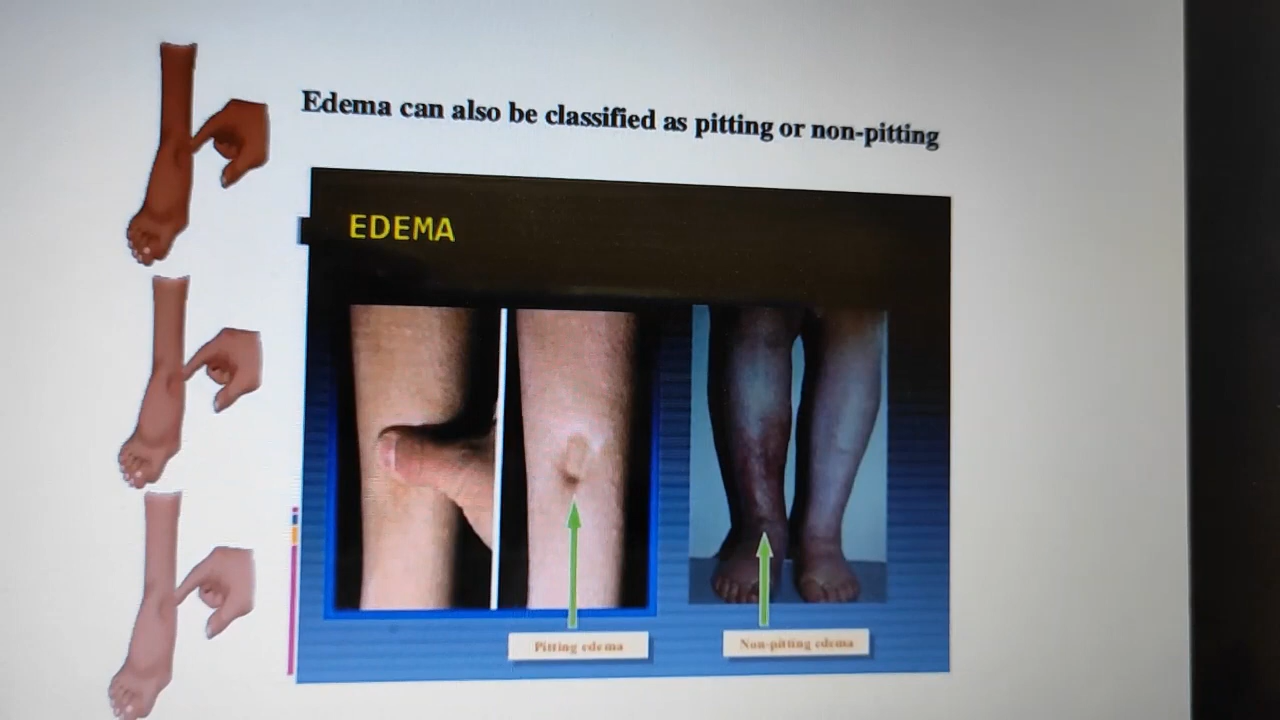 Edema can also be classified as pitting or non-pitting
EDEMA
Pitting edema
Non-pitting edema